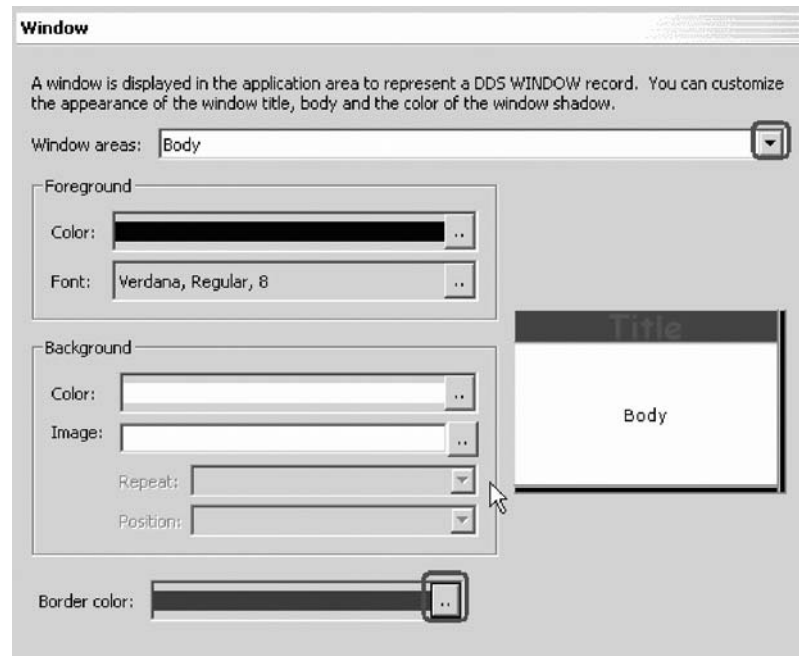 Window
A window is displayed in the application area to represent a DDS WINDOW record. You can customize
the appearance of the window title, body and the color of the window shadow.
Window areas: Body
Foreground
Color: ..
Font: Verdana, Regular, 8 ..
Background
Color: ..
Image: ..
Repeat:
Position:
Title
Body
Border color: ..